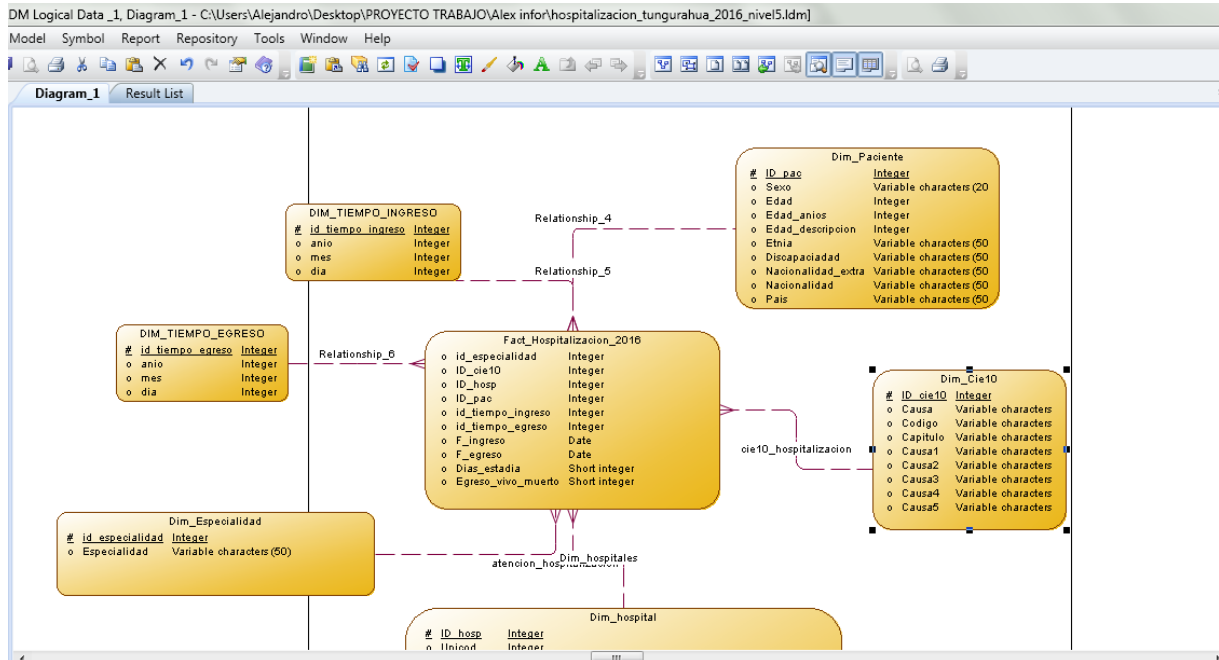 DM Logical Data _1, Diagram_1 - C:\Users\Alejandro\Desktop\PROYECTO TRABAJO\Alex infor\hospitalizacion_tungurahua_2016_nivel5.ldm]
Model Symbol Report Repository Tools Window Help
Diagram_1 Result List
Dim_Paciente
# ID_pac Integer
o Sexo Variable characters (20
o Edad Integer
o Edad_anios Integer
o Edad_descripcion Integer
o Etnia Variable characters (50
o Discapaciadad Variable characters (50
o Nacionalidad_extra Variable characters (50
o Nacionalidad Variable characters (50
o Pais Variable characters (50
DIM_TIEMPO_INGRESO
# id_tiempo_ingreso Integer
o anio Integer
o mes Integer
o dia Integer
Relationship_4
Relationship_5
DIM_TIEMPO_EGRESO
# id_tiempo_egreso Integer
o anio Integer
o mes Integer
o dia Integer
Relationship_6
Fact_Hospitalizacion_2016
o id_especialidad Integer
o ID_cie10 Integer
o ID_hosp Integer
o ID_pac Integer
o id_tiempo_ingreso Integer
o id_tiempo_egreso Integer
o F_ingreso Date
o F_egreso Date
o Dias_estadia Short integer
o Egreso_vivo_muerto Short integer
Dim_Cie10
# ID_cie10 Integer
o Causa Variable characters
o Codigo Variable characters
o Capitulo Variable characters
o Causa1 Variable characters
o Causa2 Variable characters
o Causa3 Variable characters
o Causa4 Variable characters
o Causa5 Variable characters
cie10_hospitalizacion
Dim_Especialidad
# id_especialidad Integer
o Especialidad Variable characters (50)
Dim_hospitales
atencion_hospitalizacion
Dim_hospital
# ID_hosp Integer
o Unicod Integer